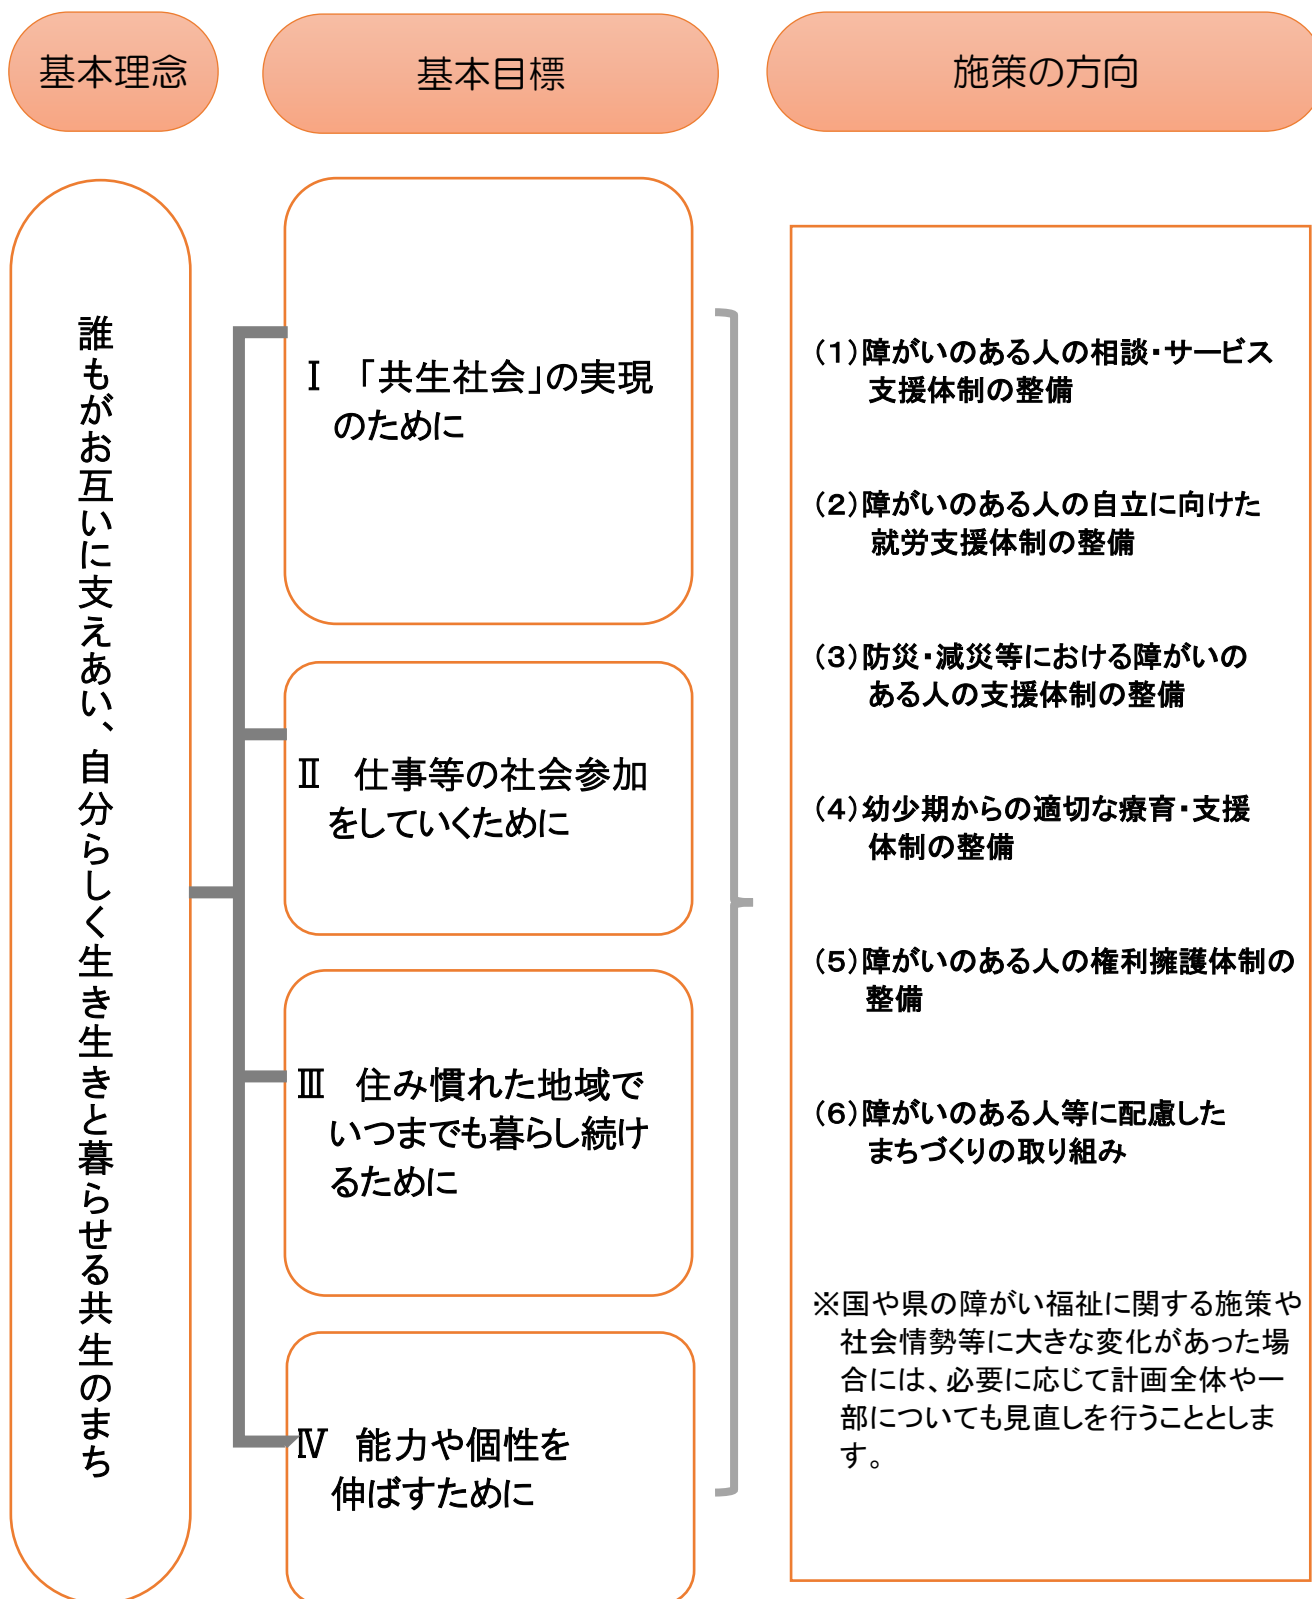 基本理念
基本目標
施策の方向
誰もがお互いに支えあい、自分らしく生き生きと暮らせる共生のまち
Ⅰ 「共生社会」の実現
のために
Ⅱ 仕事等の社会参加
をしていくために
Ⅲ 住み慣れた地域で
いつまでも暮らし続け
るために
Ⅳ 能力や個性を
伸ばすために
(1)障がいのある人の相談・サービス
支援体制の整備
(2)障がいのある人の自立に向けた
就労支援体制の整備
(3)防災・減災等における障がいの
ある人の支援体制の整備
(4)幼少期からの適切な療育・支援
体制の整備
(5)障がいのある人の権利擁護体制の
整備
(6)障がいのある人等に配慮した
まちづくりの取り組み
※国や県の障がい福祉に関する施策や
社会情勢等に大きな変化があった場
合には、必要に応じて計画全体や一
部についても見直しを行うこととしま
す。